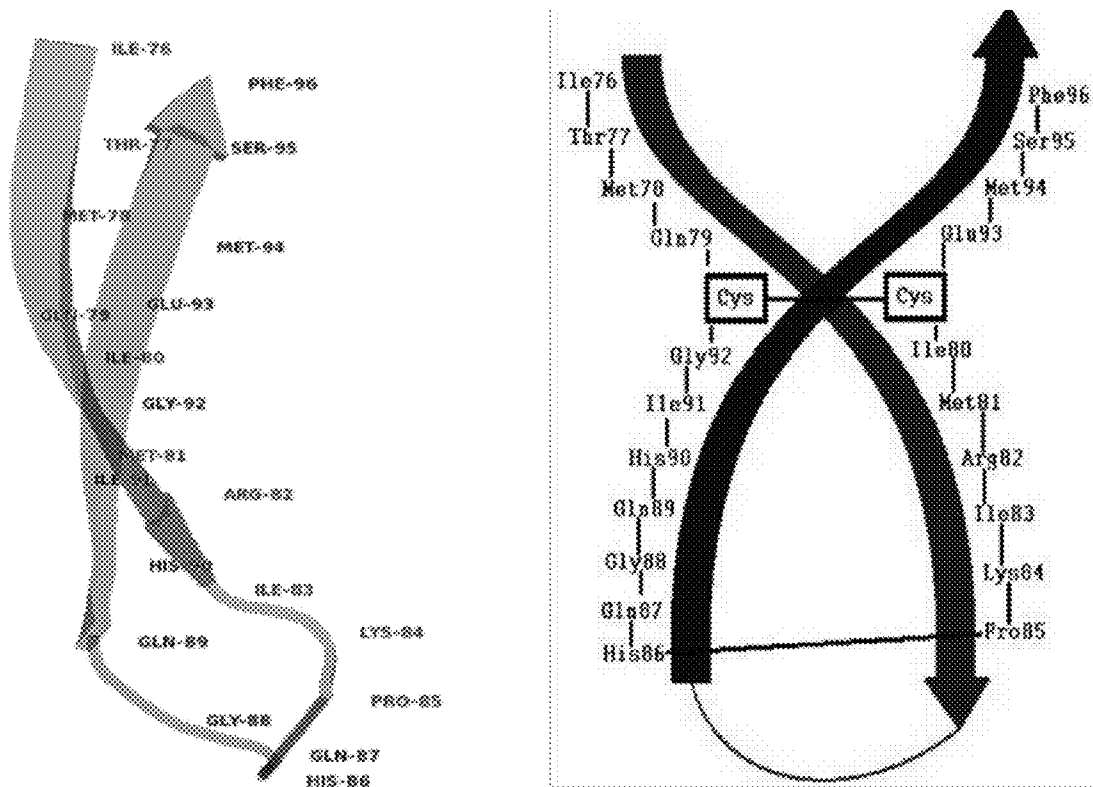 ILE-76
PHE-96
THR-77
SER-95
MET-78
MET-94
GLU-93
ILE-80
GLY-92
MET-81
ARG-82
ILE-83
GLN-89
LYS-84
PRO-85
GLY-88
GLN-87
HIS-86
Ile76
Thr77
Met78
Gln79
Cys
Gly92
Ile91
His90
Gln89
Gly88
Gln87
His86
Phe96
Ser95
Met94
Glu93
Cys
Ile80
Met81
Arg82
Ile83
Lys84
Pro85